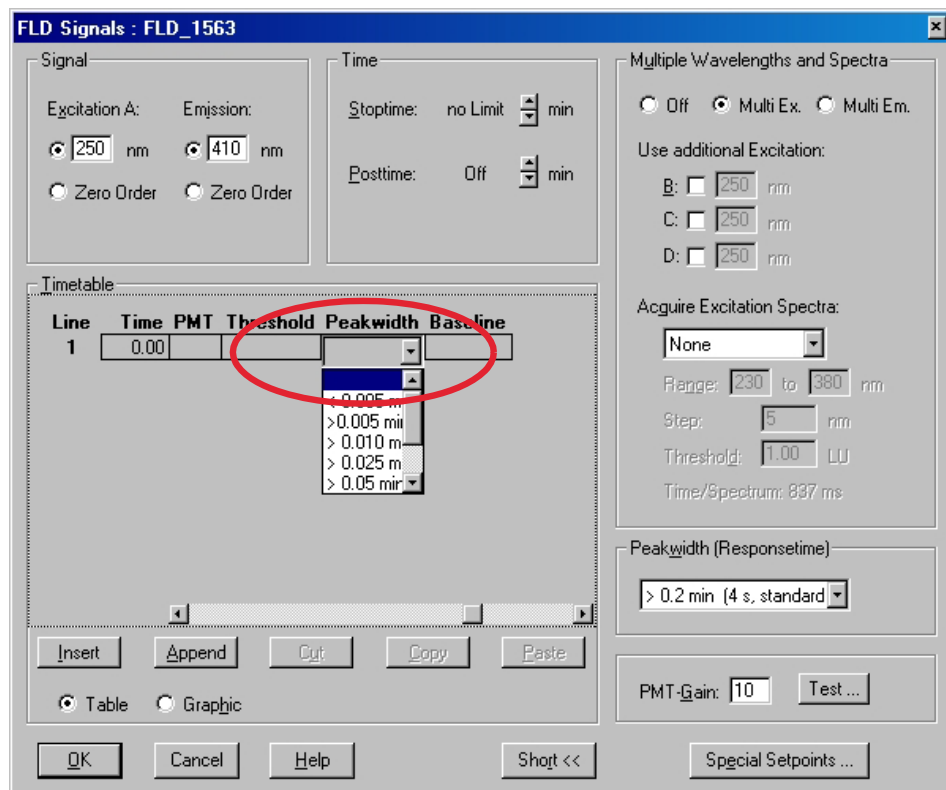 FLD Signals : FLD_1563
Signal
Excitation A:
Emission:
250 nm
410 nm
Zero Order
Zero Order
Time
Stoptime: no Limit min
Posttime: Off min
Multiple Wavelengths and Spectra
Off Multi Ex. Multi Em.
Use additional Excitation:
B: 250 nm
C: 250 nm
D: 250 nm
Acquire Excitation Spectra:
None
Range: 230 to 380 nm
Step: 5 nm
Threshold: 1.00 LU
Time/Spectrum: 837 ms
Timetable
Line Time PMT Threshold Peakwidth Baseline
1 0.00
< 0.005 m
>0.005 min
> 0.010 m
> 0.025 m
> 0.05 min
Insert Append Cut Copy Paste
Table Graphic
Peakwidth (Responsetime)
> 0.2 min (4 s, standard
PMT-Gain: 10 Test ...
OK Cancel Help Short << Special Setpoints ...